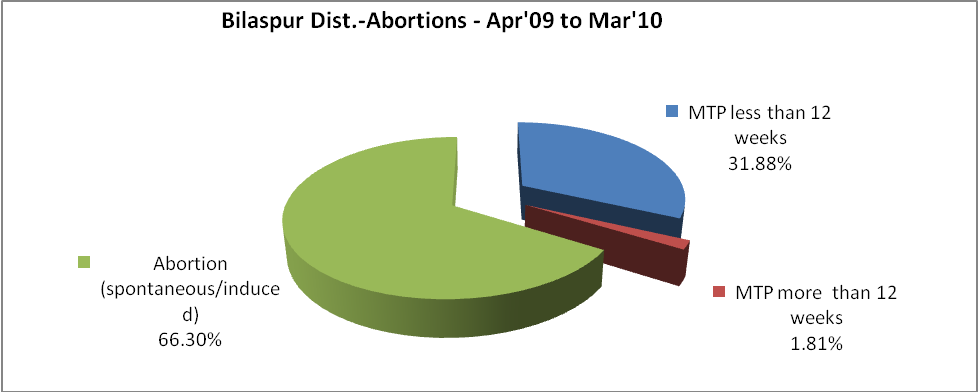 Bilaspur Dist.-Abortions - Apr'09 to Mar'10
MTP less than 12
weeks
31.88%
Abortion
(spontaneous/induce
d)
66.30%
MTP more than 12
weeks
1.81%